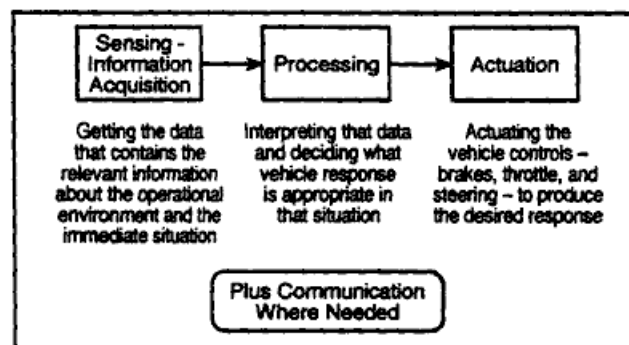 Sensing -
Information
Acquisition
Processing
Actuation
Getting the data
that contains the
relevant information
about the operational
environment and the
immediate situation
Interpreting that data
and deciding what
vehicle response
is appropriate in
that situation
Actuating the
vehicle controls –
brakes, throttle, and
steering – to produce
the desired response
Plus Communication
Where Needed